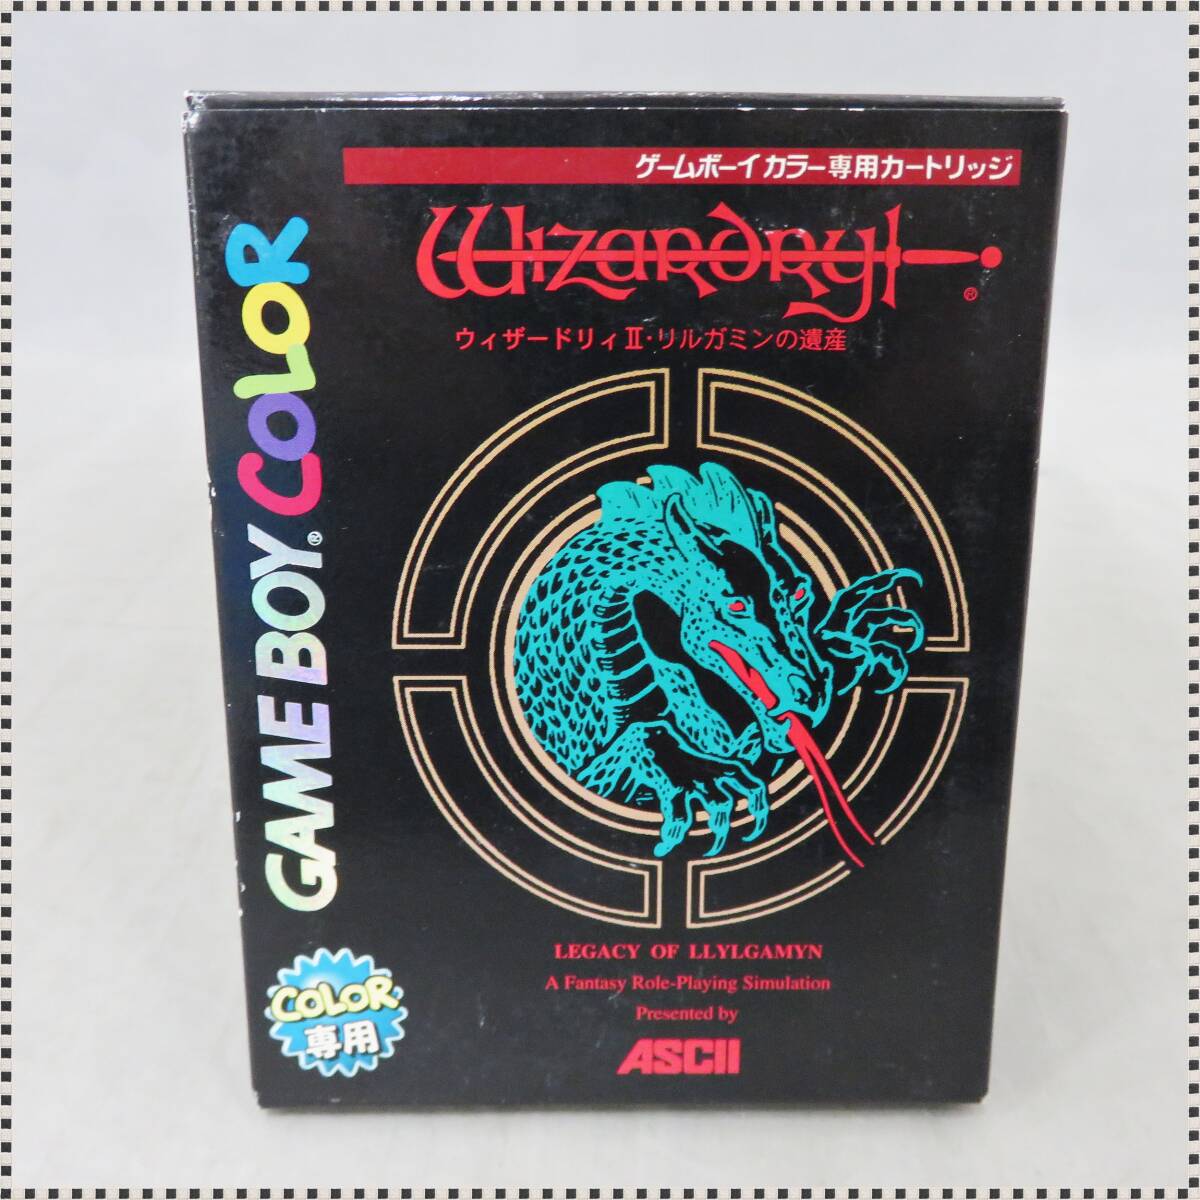 ゲームボーイカラー専用カートリッジ
Wizardry
®
ウィザードリィⅡ・リルガミンの遺産
GAME BOY® COLOR
LEGACY OF LLYLGAMYN
A Fantasy Role-Playing Simulation
Presented by
ASCII
COLOR
専用